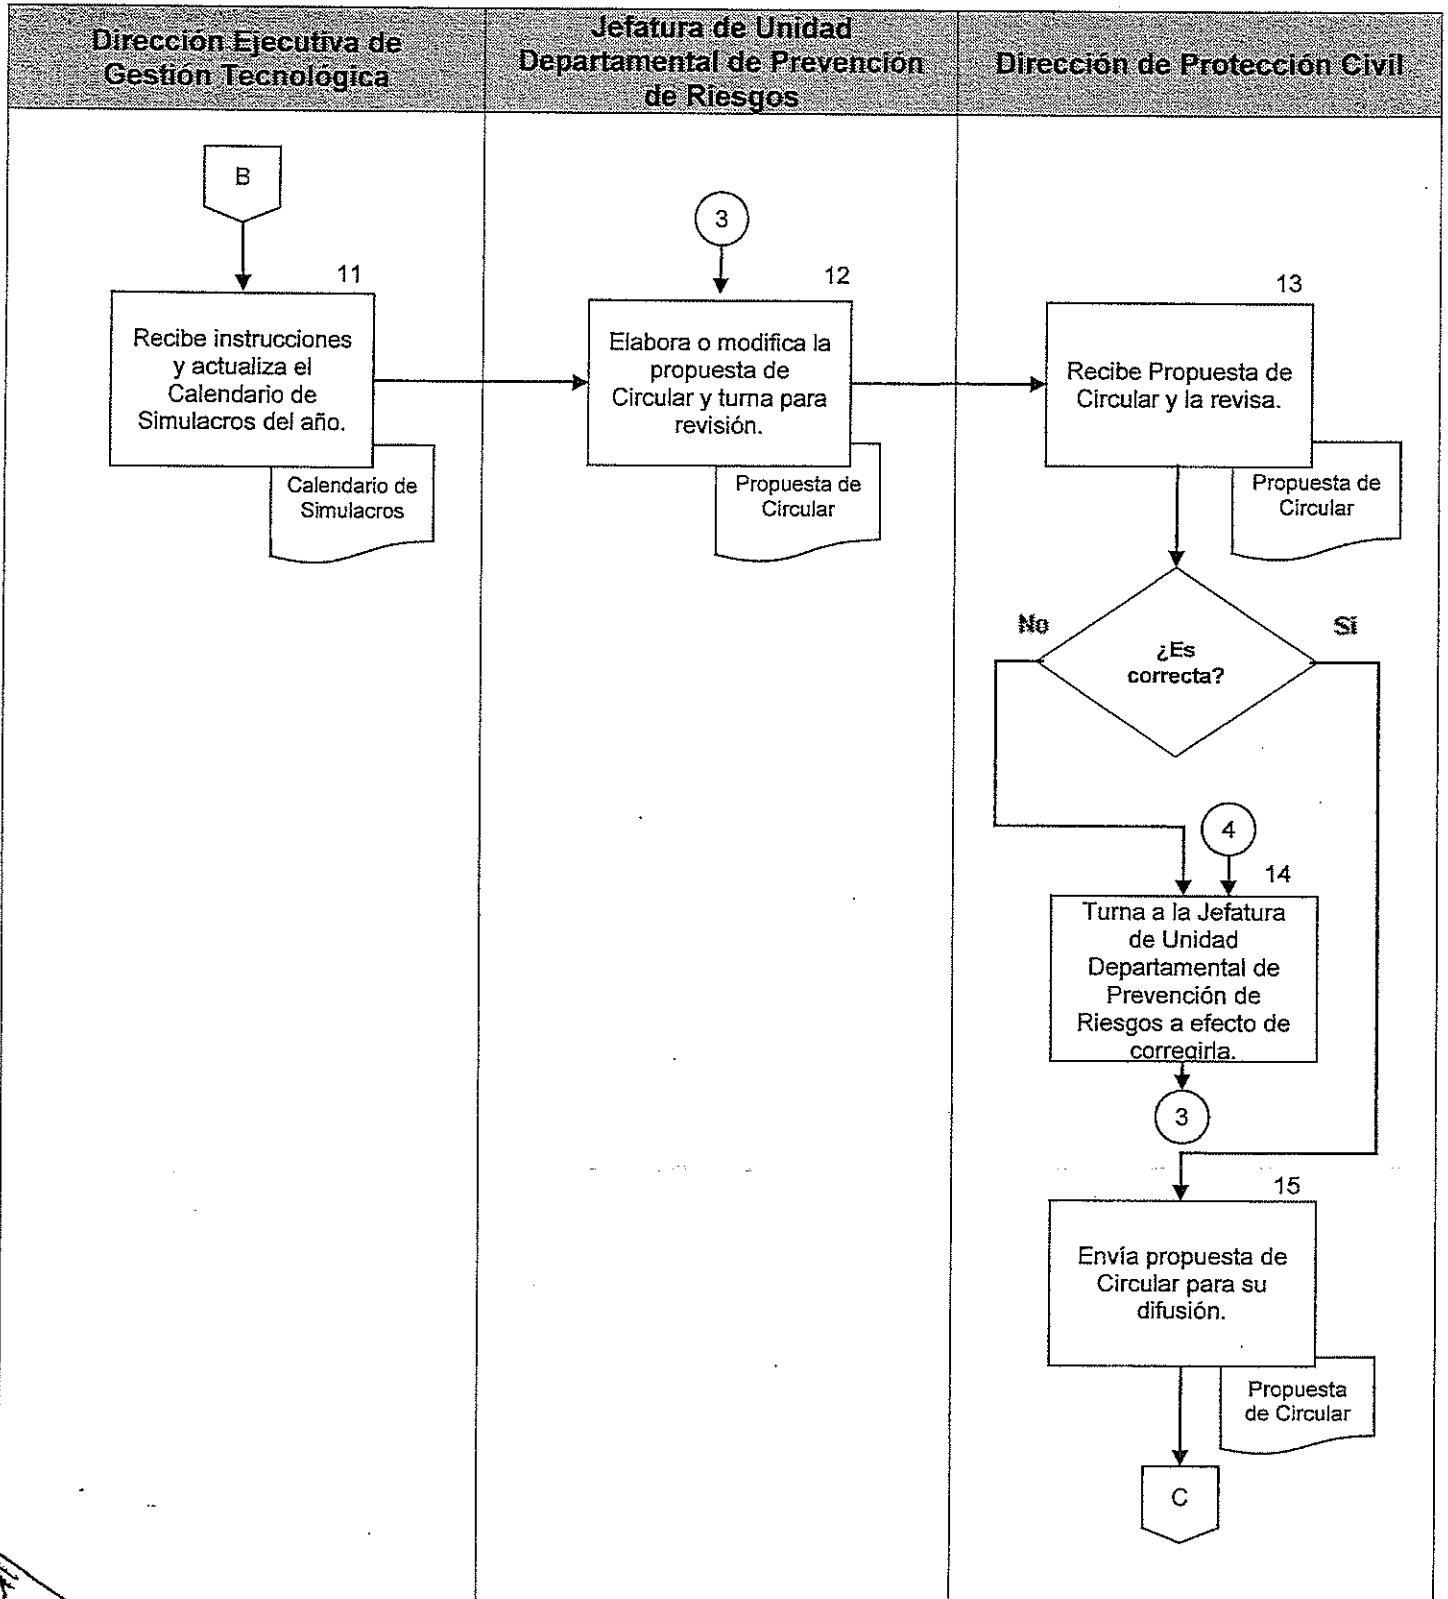 Dirección Ejecutiva de
Gestión Tecnológica
Jefatura de Unidad
Departamental de Prevención
de Riesgos
Dirección de Protección Civil
B
3
11
12
13
Recibe instrucciones
y actualiza el
Calendario de
Simulacros del año.
Calendario de
Simulacros
Elabora o modifica la
propuesta de
Circular y turna para
revisión.
Propuesta de
Circular
Recibe Propuesta de
Circular y la revisa.
Propuesta de
Circular
No
Sí
¿Es
correcta?
4
14
Turna a la Jefatura
de Unidad
Departamental de
Prevención de
Riesgos a efecto de
corregirla.
3
15
Envía propuesta de
Circular para su
difusión.
Propuesta
de Circular
C